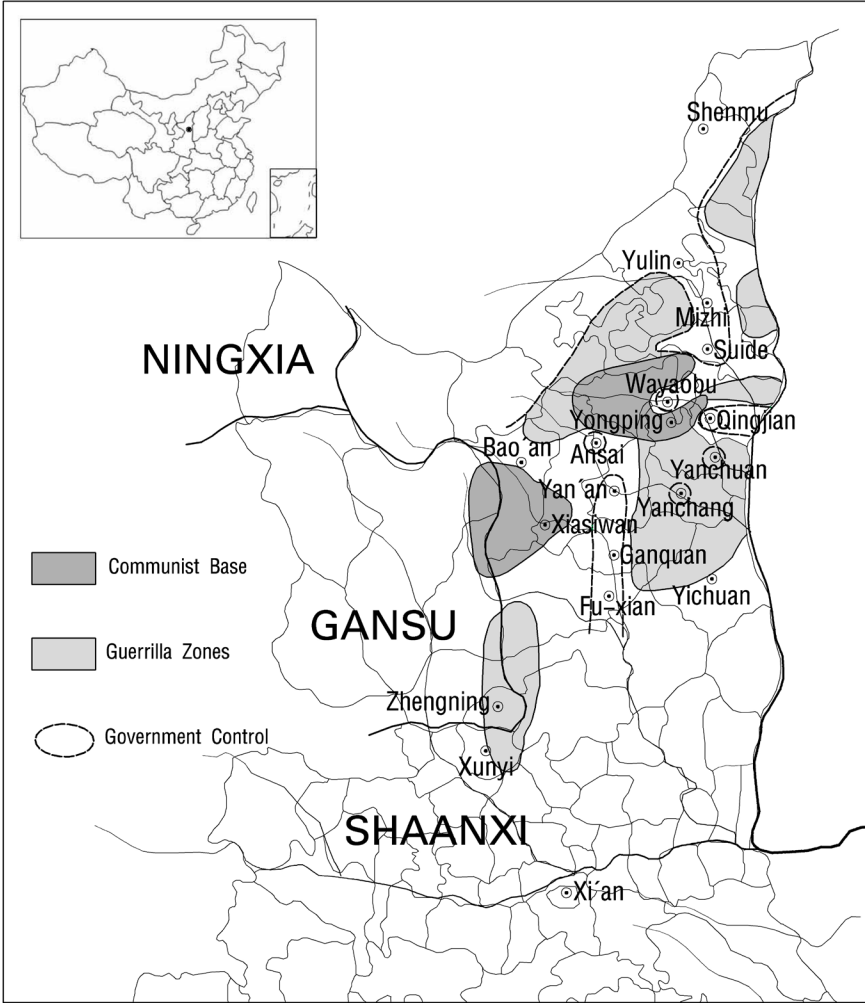 Shenmu
Yulin
Mizhi
Suide
NINGXIA
Wayaobu
Yongping
Qingjian
Bao´an
Ansai
Yanchuan
Yan´an
Yanchang
Xiasiwan
Ganquan
Communist Base
Yichuan
Fu-xian
GANSU
Guerrilla Zones
Zhengning
Government Control
Xunyi
SHAANXI
Xi´an